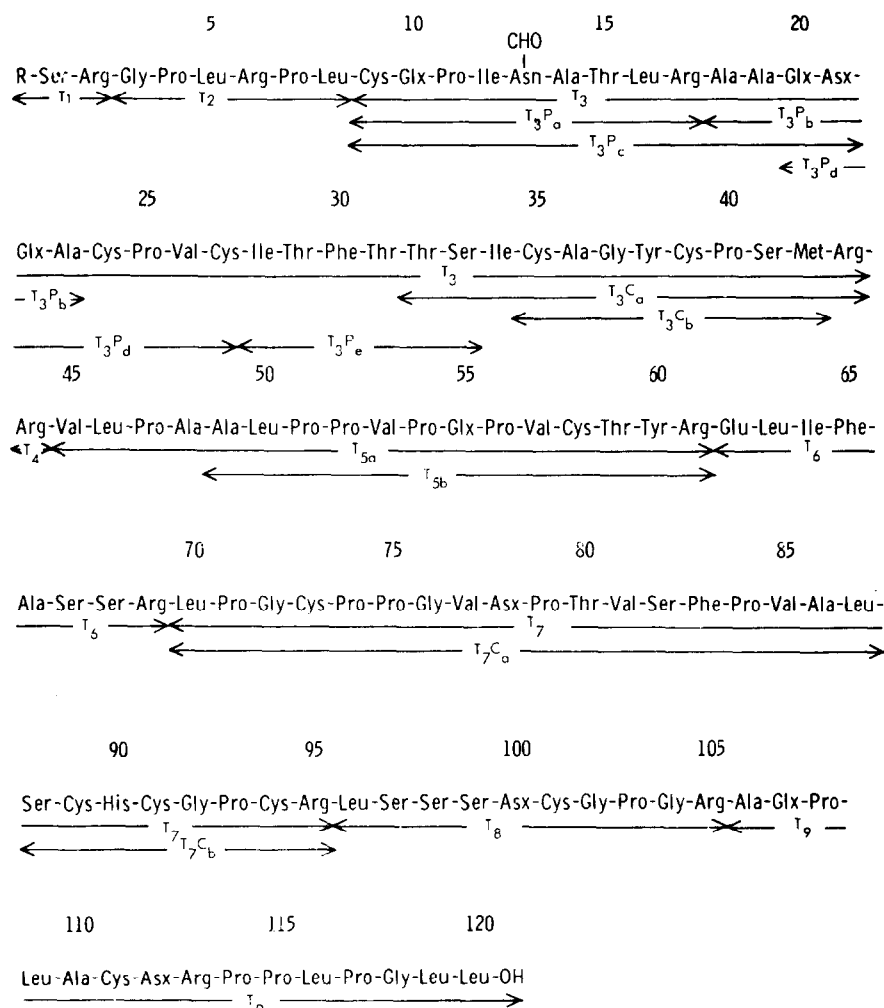 5 10 15 20
CHO
R-Ser-Arg-Gly-Pro-Leu-Arg-Pro-Leu-Cys-Glx-Pro-Ile-Asn-Ala-Thr-Leu-Arg-Ala-Ala-Glx-Asx-
T1 T2 T3
T3Pa T3Pb
T3Pc
T3Pd
25 30 35 40
Glx-Ala-Cys-Pro-Val-Cys-Ile-Thr-Phe-Thr-Thr-Ser-Ile-Cys-Ala-Gly-Tyr-Cys-Pro-Ser-Met-Arg-
T3
T3Pb T3Ca
T3Cb
T3Pd T3Pe
45 50 55 60 65
Arg-Val-Leu-Pro-Ala-Ala-Leu-Pro-Pro-Val-Pro-Glx-Pro-Val-Cys-Thr-Tyr-Arg-Glu-Leu-Ile-Phe-
T4 T5a T6
T5b
70 75 80 85
Ala-Ser-Ser-Arg-Leu-Pro-Gly-Cys-Pro-Pro-Gly-Val-Asx-Pro-Thr-Val-Ser-Phe-Pro-Val-Ala-Leu-
T6 T7
T7Ca
90 95 100 105
Ser-Cys-His-Cys-Gly-Pro-Cys-Arg-Leu-Ser-Ser-Ser-Asx-Cys-Gly-Pro-Gly-Arg-Ala-Glx-Pro-
T7 T8 T9
T7Cb
110 115 120
Leu-Ala-Cys-Asx-Arg-Pro-Pro-Leu-Pro-Gly-Leu-Leu-OH
T9